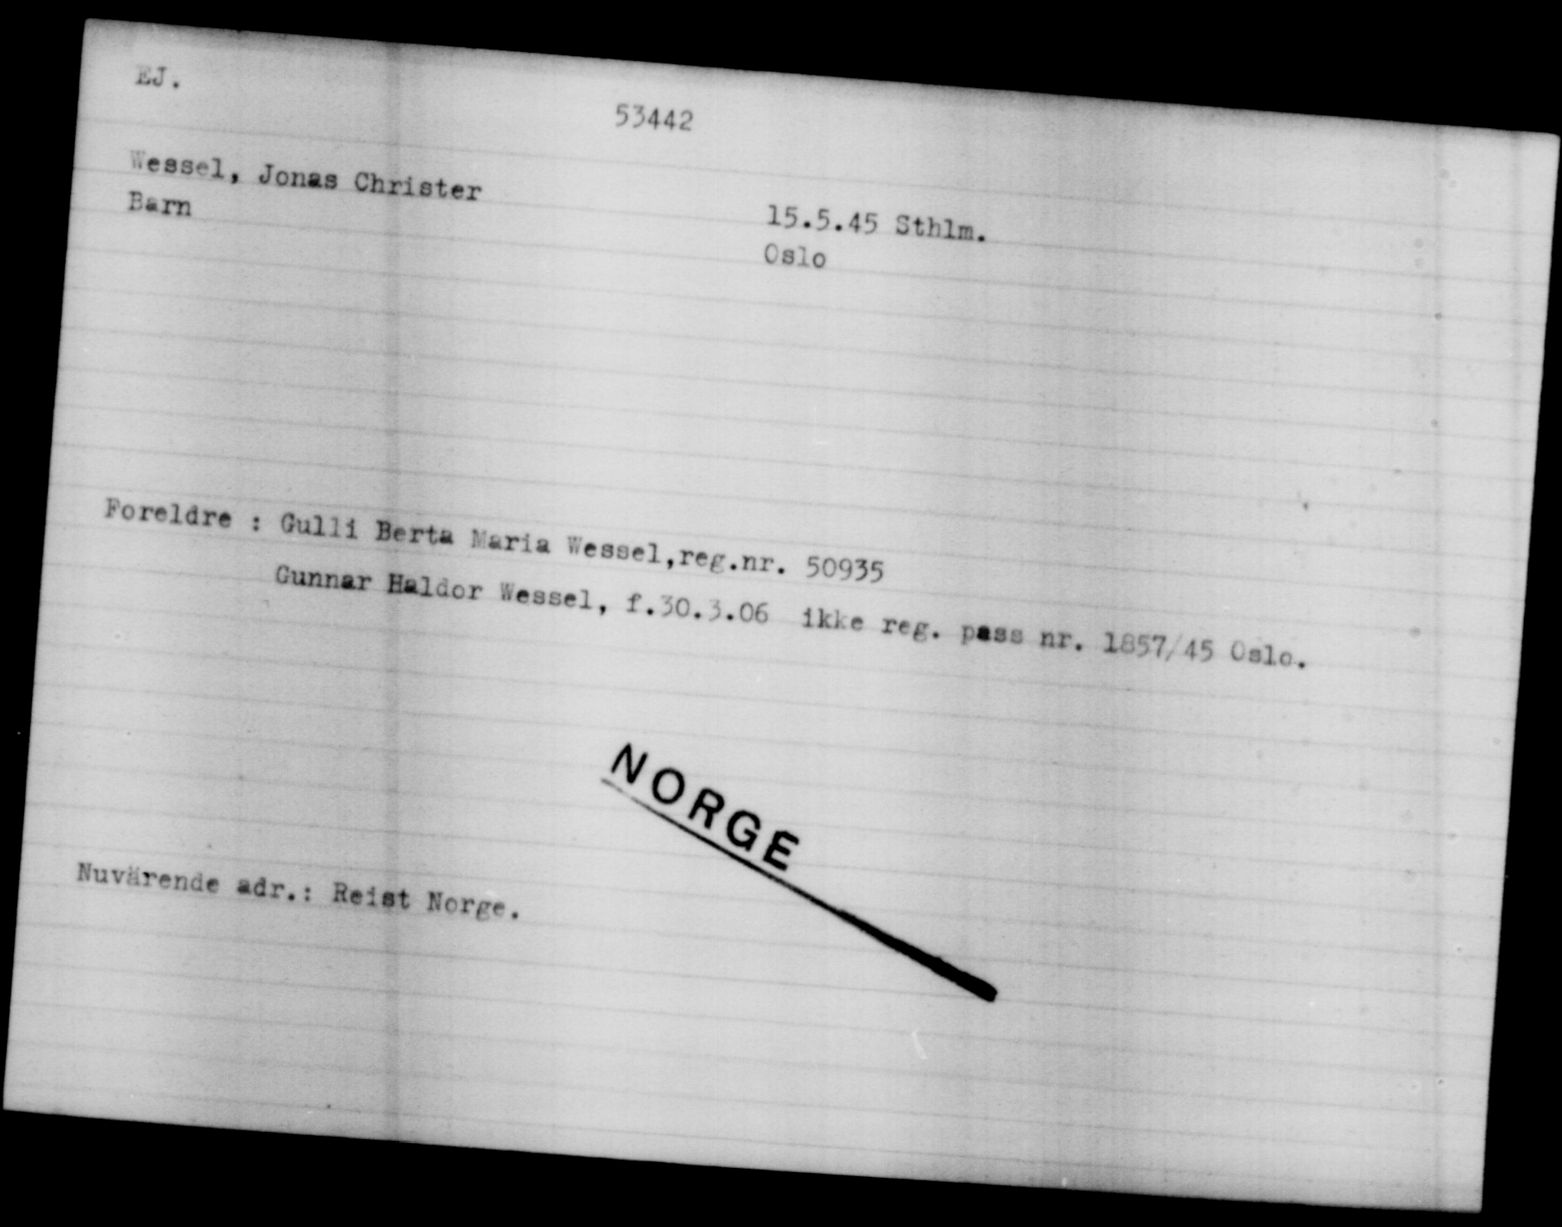 EJ.
53442
Wessel, Jonas Christer
15.5.45 Sthlm.
Barn
Oslo
Foreldre : Gulli Berta Maria Wessel,reg.nr. 50935
Gunnar Haldor Wessel, f.30.3.06 ikke reg. pass nr. 1857/45 Oslo.
NORGE
Nuvärende adr.: Reist Norge.